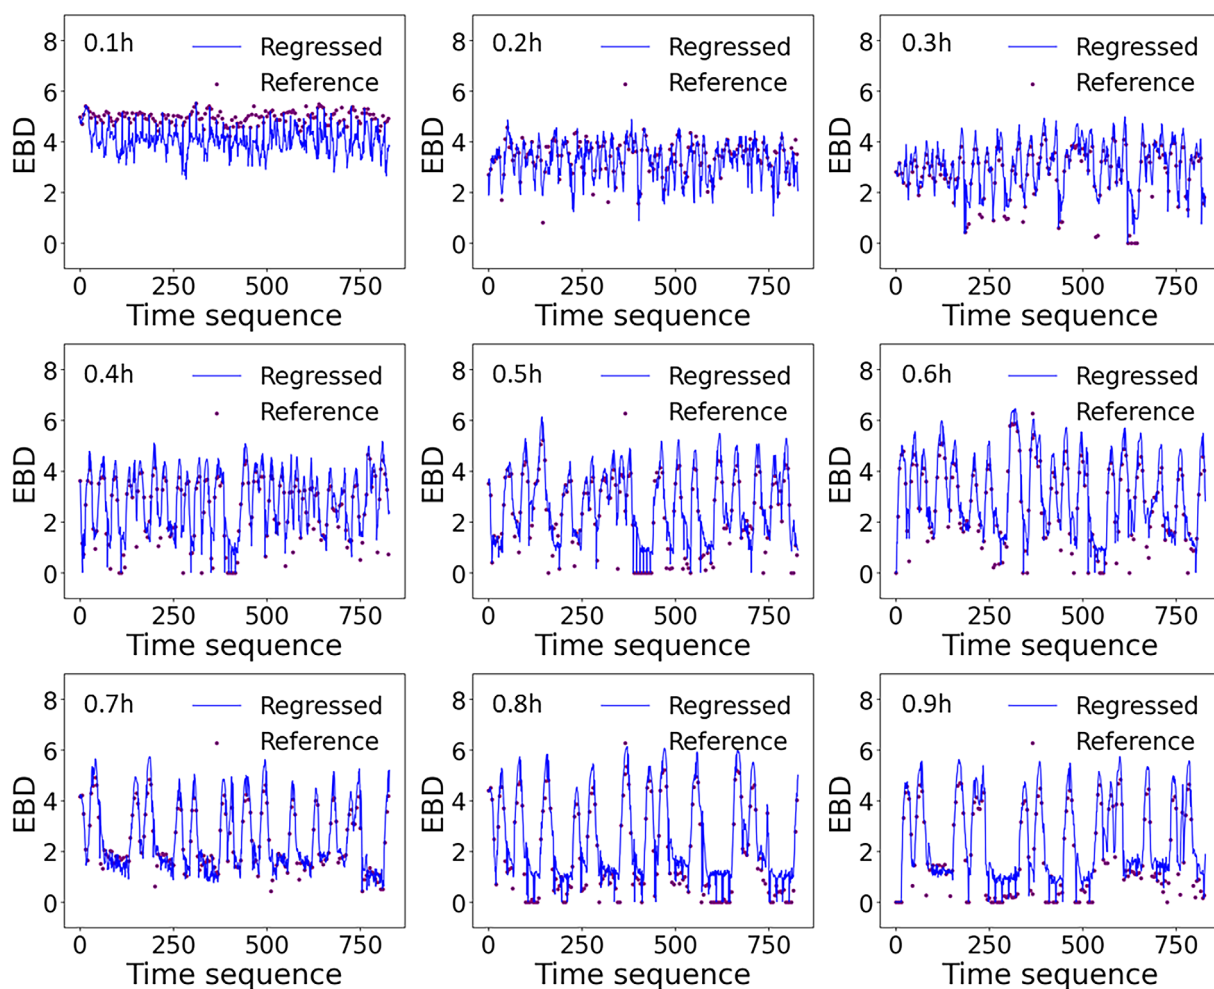 0.1h
Regressed
Reference
8
6
4
2
0
EBD
0 250 500 750
Time sequence
0.2h
Regressed
Reference
8
6
4
2
0
EBD
0 250 500 750
Time sequence
0.3h
Regressed
Reference
8
6
4
2
0
EBD
0 250 500 750
Time sequence
0.4h
Regressed
Reference
8
6
4
2
0
EBD
0 250 500 750
Time sequence
0.5h
Regressed
Reference
8
6
4
2
0
EBD
0 250 500 750
Time sequence
0.6h
Regressed
Reference
8
6
4
2
0
EBD
0 250 500 750
Time sequence
0.7h
Regressed
Reference
8
6
4
2
0
EBD
0 250 500 750
Time sequence
0.8h
Regressed
Reference
8
6
4
2
0
EBD
0 250 500 750
Time sequence
0.9h
Regressed
Reference
8
6
4
2
0
EBD
0 250 500 750
Time sequence